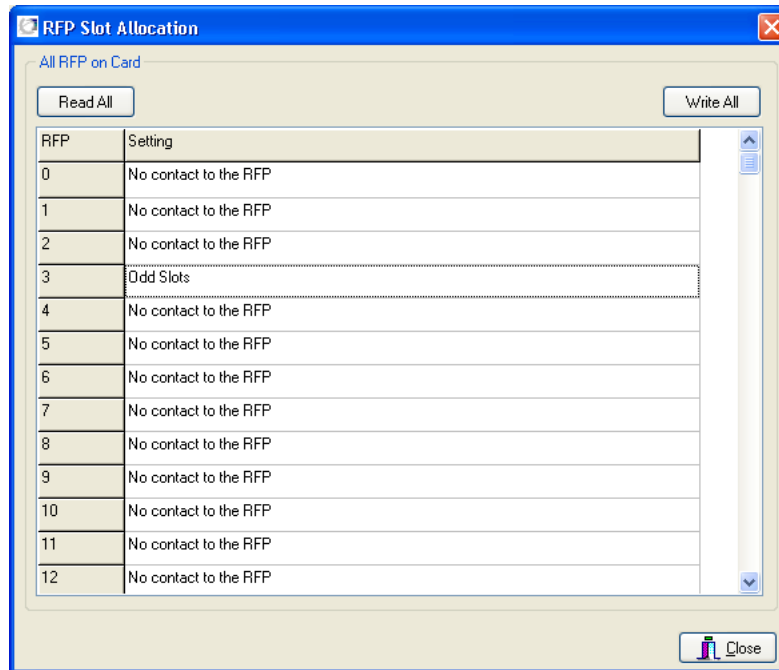 RFP Slot Allocation
All RFP on Card
Read All Write All
RFP Setting
0 No contact to the RFP
1 No contact to the RFP
2 No contact to the RFP
3 Odd Slots
4 No contact to the RFP
5 No contact to the RFP
6 No contact to the RFP
7 No contact to the RFP
8 No contact to the RFP
9 No contact to the RFP
10 No contact to the RFP
11 No contact to the RFP
12 No contact to the RFP
Close